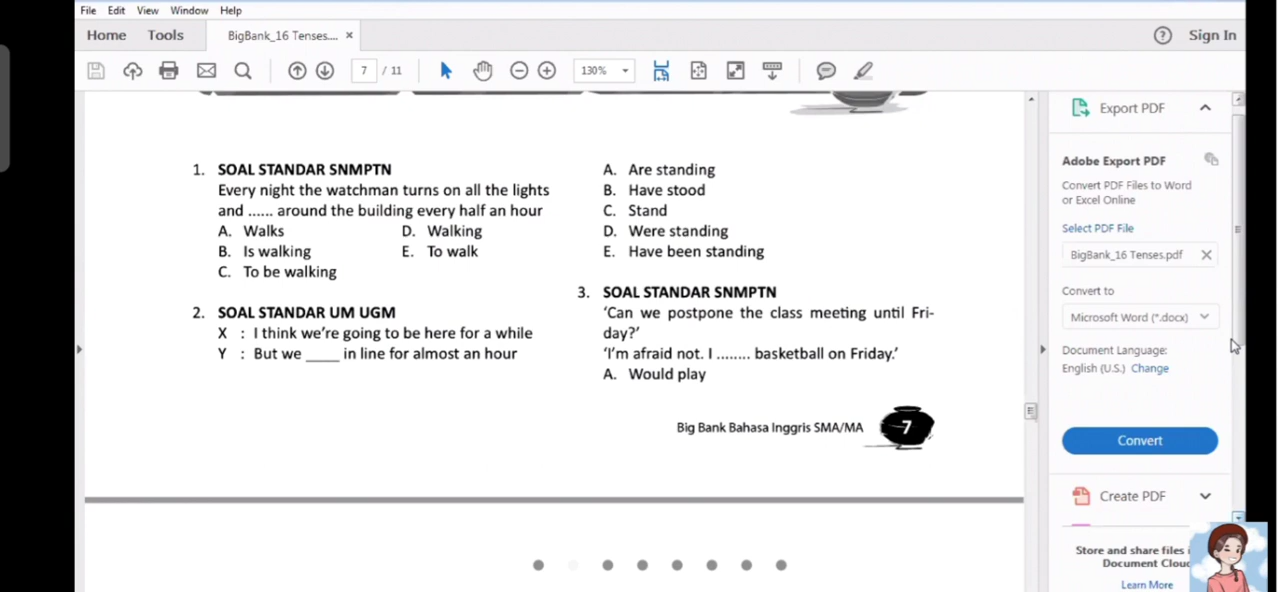 File Edit View Window Help
Home Tools BigBank_16 Tenses.... × Sign In
7 / 11 130%
Export PDF
Adobe Export PDF
Convert PDF Files to Word
or Excel Online
Select PDF File
BigBank_16 Tenses.pdf
Convert to
Microsoft Word (*.docx)
Document Language:
English (U.S.) Change
Convert
Create PDF
Store and share files
Document Clou
Learn More
1. SOAL STANDAR SNMPTN
Every night the watchman turns on all the lights
and ...... around the building every half an hour
A. Walks D. Walking
B. Is walking E. To walk
C. To be walking
2. SOAL STANDAR UM UGM
X : I think we're going to be here for a while
Y : But we ____ in line for almost an hour
A. Are standing
B. Have stood
C. Stand
D. Were standing
E. Have been standing
3. SOAL STANDAR SNMPTN
'Can we postpone the class meeting until Fri-
day?'
'I'm afraid not. I ........ basketball on Friday.'
A. Would play
Big Bank Bahasa Inggris SMA/MA 7